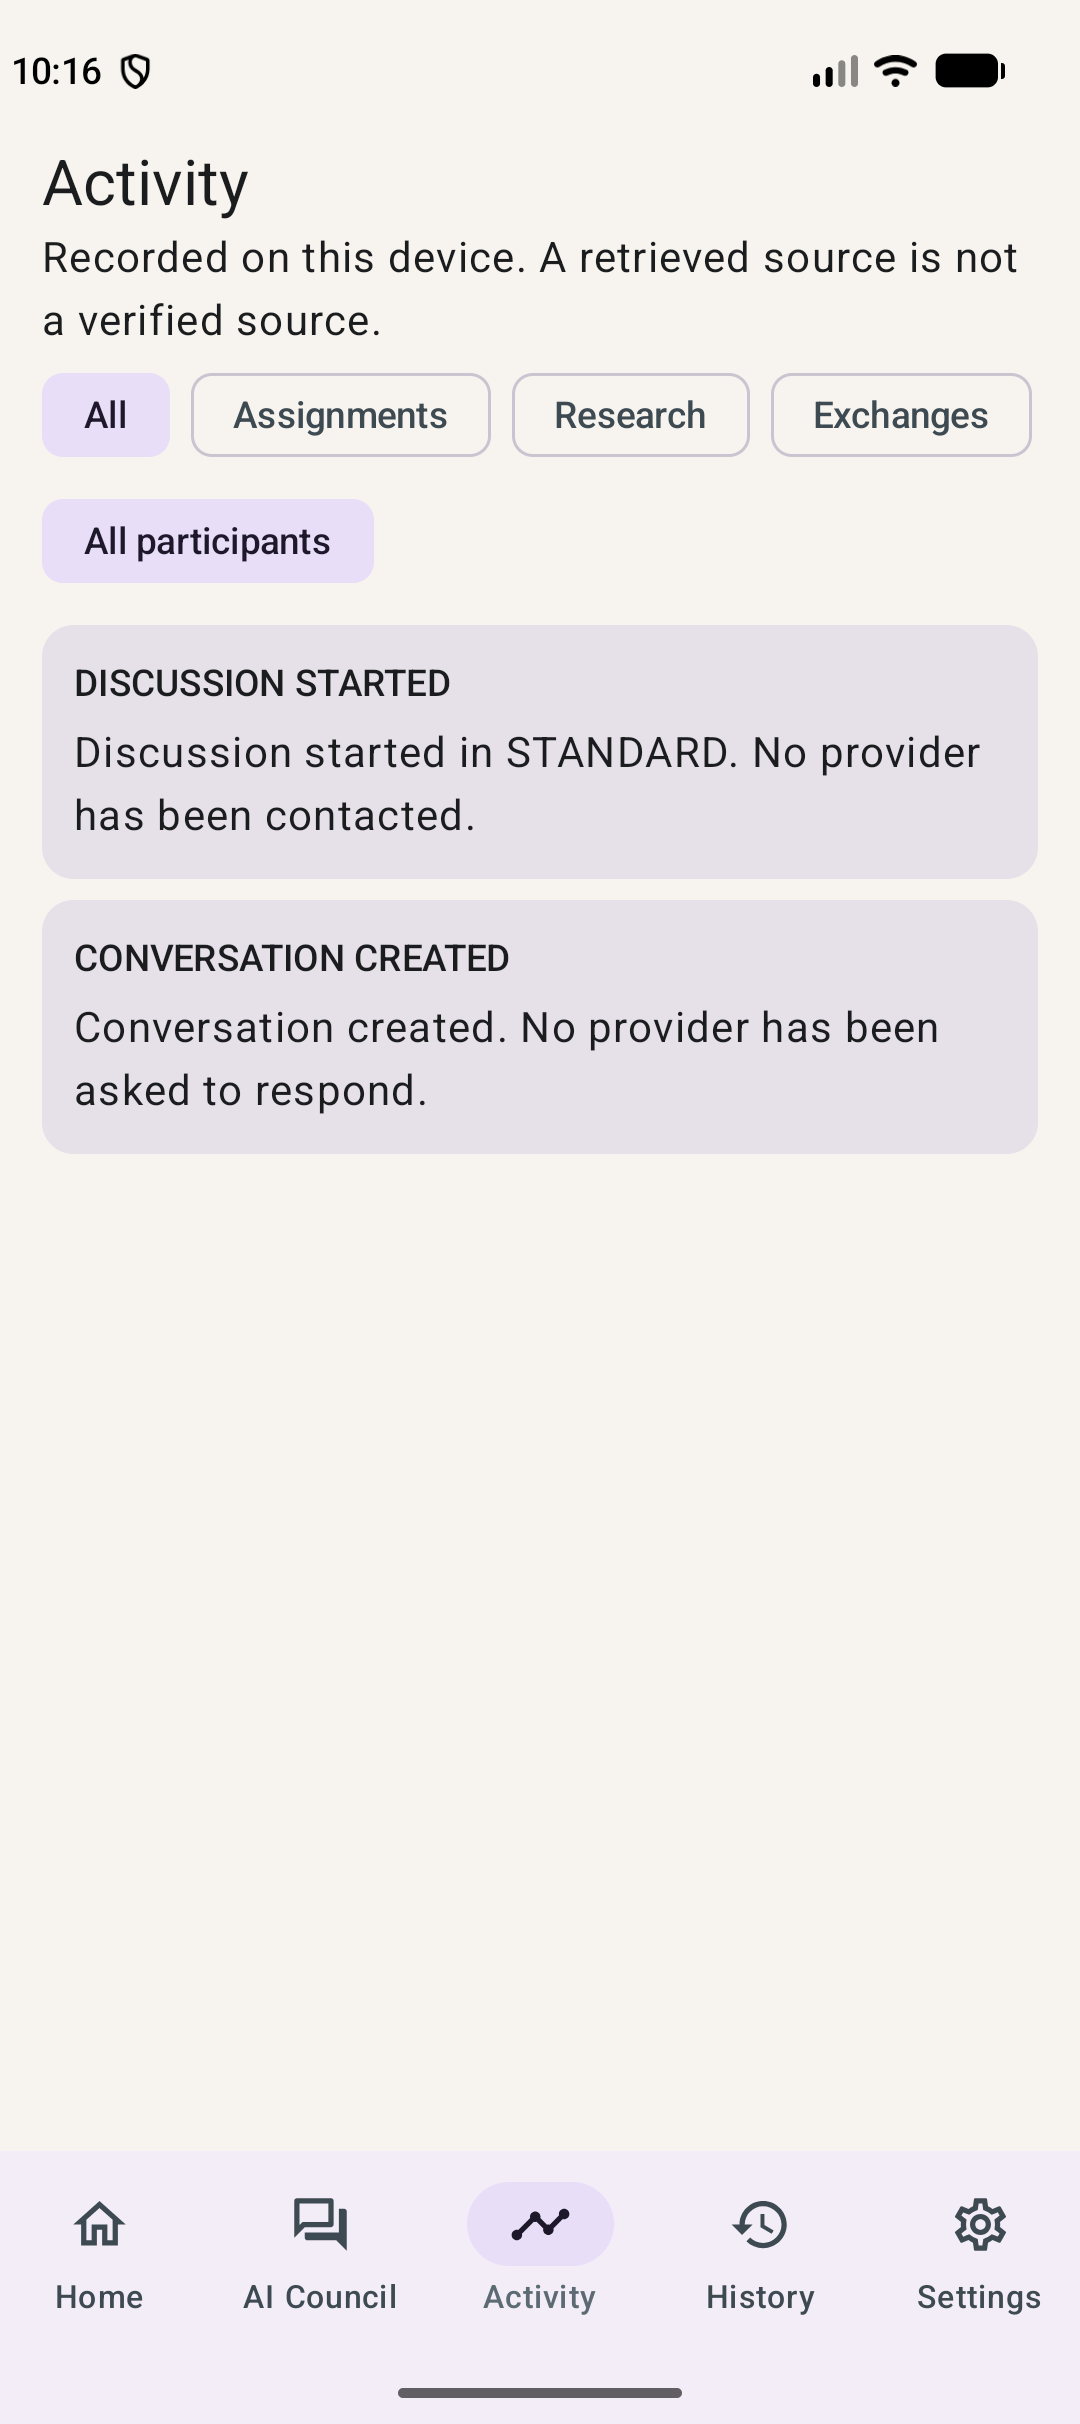 10:16
Activity
Recorded on this device. A retrieved source is not
a verified source.
All
Assignments
Research
Exchanges
All participants
DISCUSSION STARTED
Discussion started in STANDARD. No provider
has been contacted.
CONVERSATION CREATED
Conversation created. No provider has been
asked to respond.
Home
AI Council
Activity
History
Settings